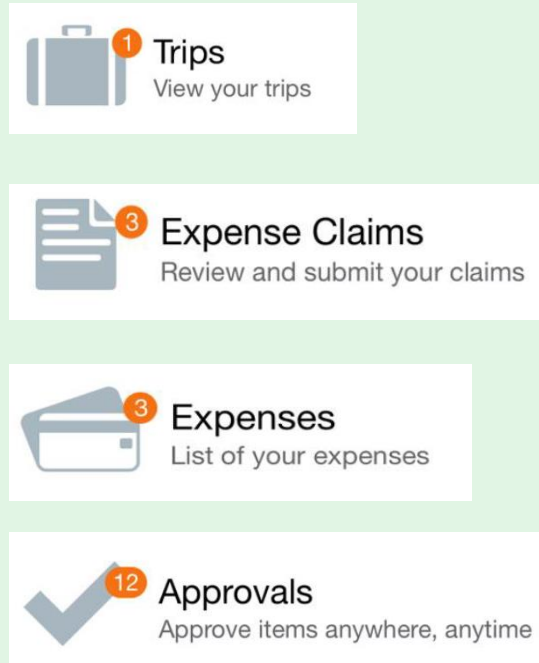 1
Trips
View your trips
3
Expense Claims
Review and submit your claims
3
Expenses
List of your expenses
12
Approvals
Approve items anywhere, anytime